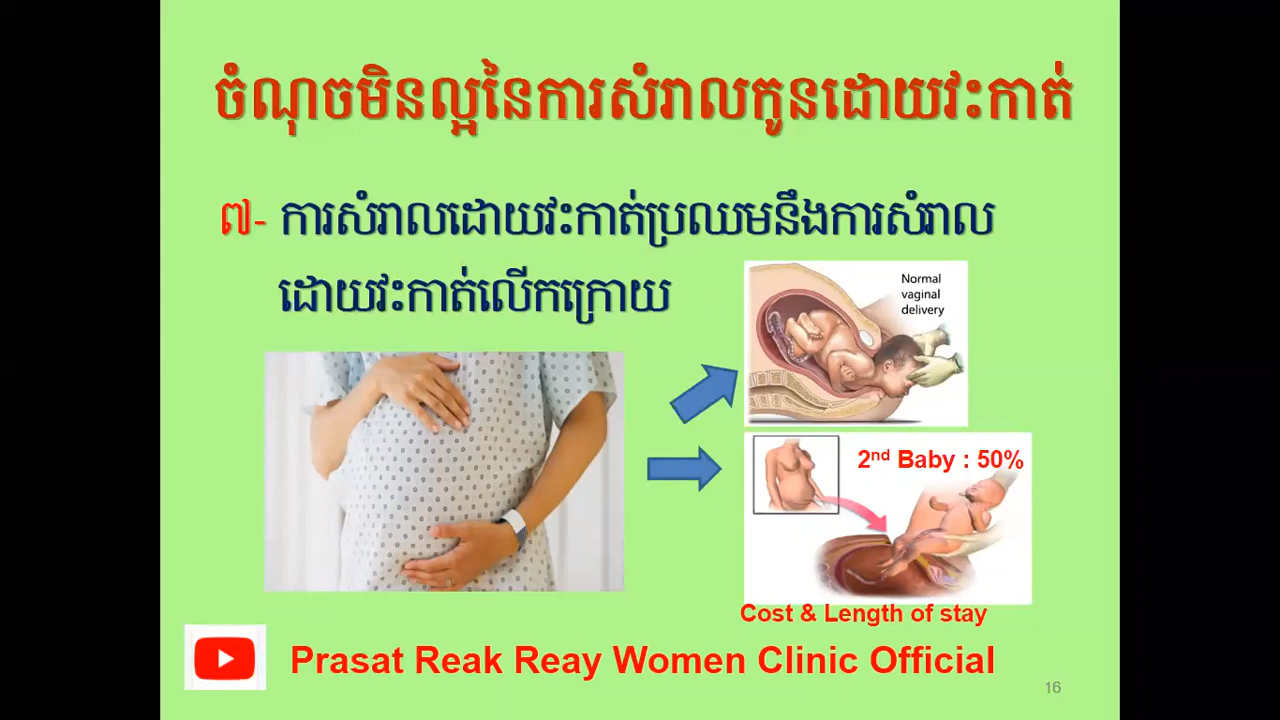 ចំណុចមិនល្អនៃការសំរាលកូនដោយវះកាត់
៧- ការសំរាលដោយវះកាត់ប្រឈមនឹងការសំរាល
ដោយវះកាត់លើកក្រោយ
Normal
vaginal
delivery
2nd Baby : 50%
Cost & Length of stay
Prasat Reak Reay Women Clinic Official
16